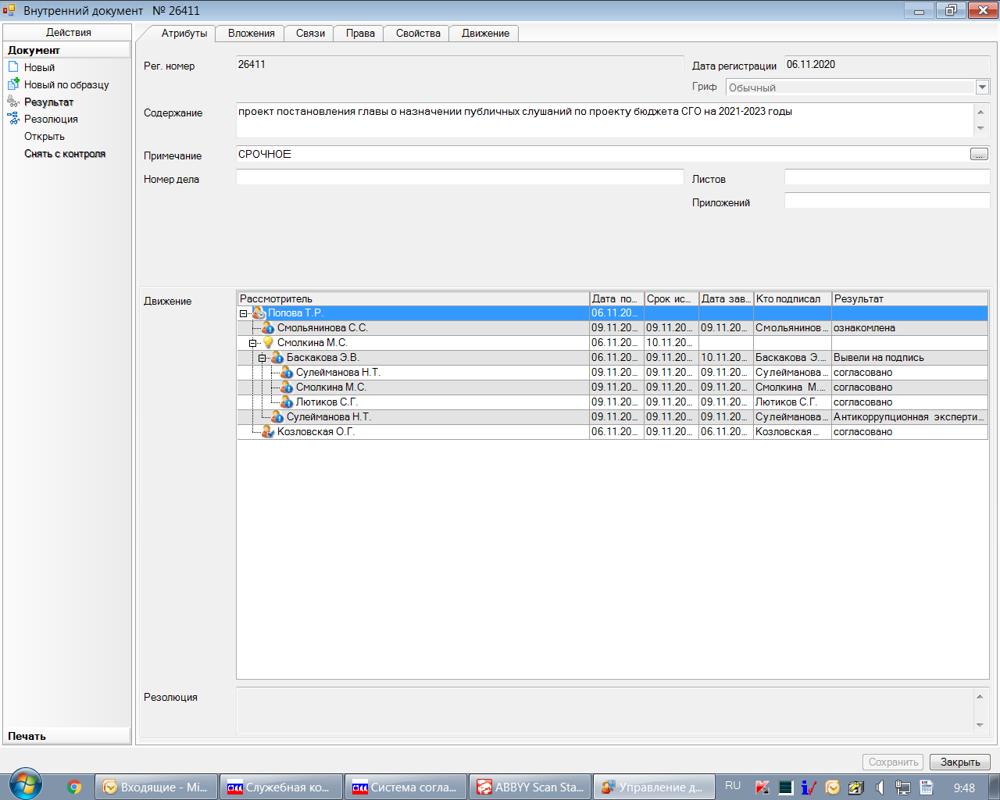 Внутренний документ № 26411
Действия
Документ
Новый
Новый по образцу
Результат
Резолюция
Открыть
Снять с контроля
Печать
Атрибуты Вложения Связи Права Свойства Движение
Рег. номер 26411 Дата регистрации 06.11.2020
Гриф Обычный
Содержание проект постановления главы о назначении публичных слушаний по проекту бюджета СГО на 2021-2023 годы
Примечание СРОЧНОЕ ...
Номер дела Листов
Приложений
Движение
Рассмотритель Дата по... Срок ис... Дата зав... Кто подписал Результат
Попова Т.Р. 06.11.20...
Смольянинова С.С. 09.11.20... 09.11.20... 09.11.20... Смольянинов... ознакомлена
Смолкина М.С. 06.11.20... 10.11.20...
Баскакова Э.В. 06.11.20... 09.11.20... 10.11.20... Баскакова Э.... Вывели на подпись
Сулейманова Н.Т. 09.11.20... 09.11.20... 09.11.20... Сулейманова... согласовано
Смолкина М.С. 09.11.20... 09.11.20... 09.11.20... Смолкина М.... согласовано
Лютиков С.Г. 09.11.20... 09.11.20... 09.11.20... Лютиков С.Г. согласовано
Сулейманова Н.Т. 09.11.20... 09.11.20... 09.11.20... Сулейманова... Антикоррупционная эксперти...
Козловская О.Г. 06.11.20... 09.11.20... 06.11.20... Козловская... согласовано
Резолюция
Сохранить Закрыть
Входящие - Mi... Служебная ко... Система согла... ABBYY Scan Sta... Управление д... RU 9:48